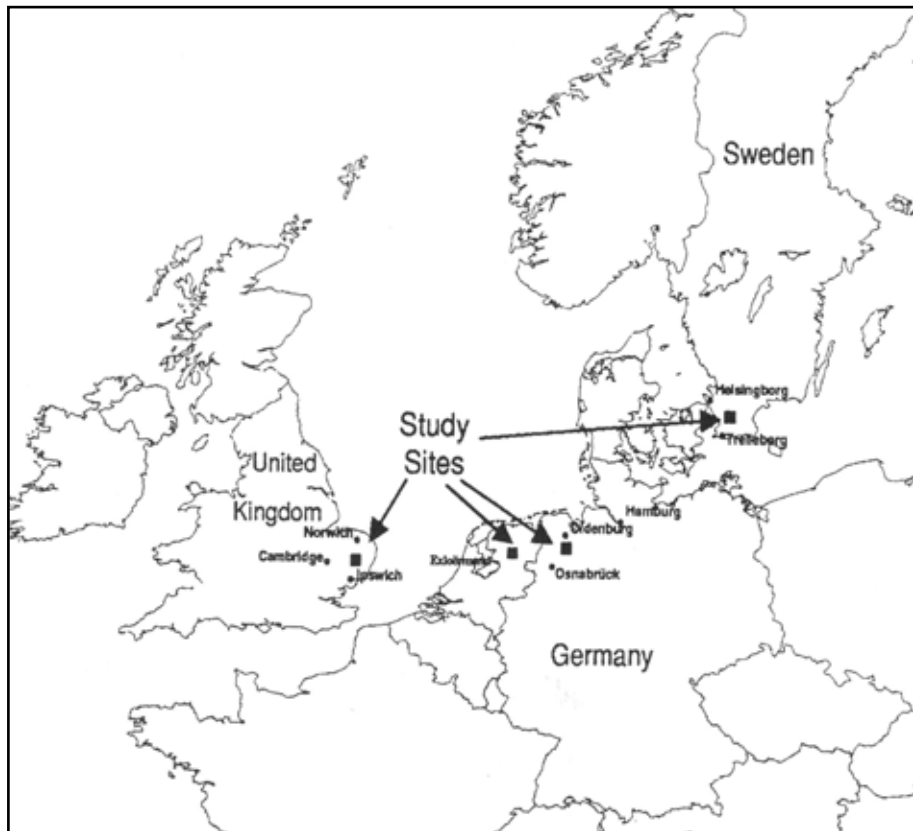 Sweden
Helsingborg
Trelleborg
Study
Sites
United
Kingdom
Norwich
Cambridge
Ipswich
Hamburg
Oldenburg
Osnabrück
Germany